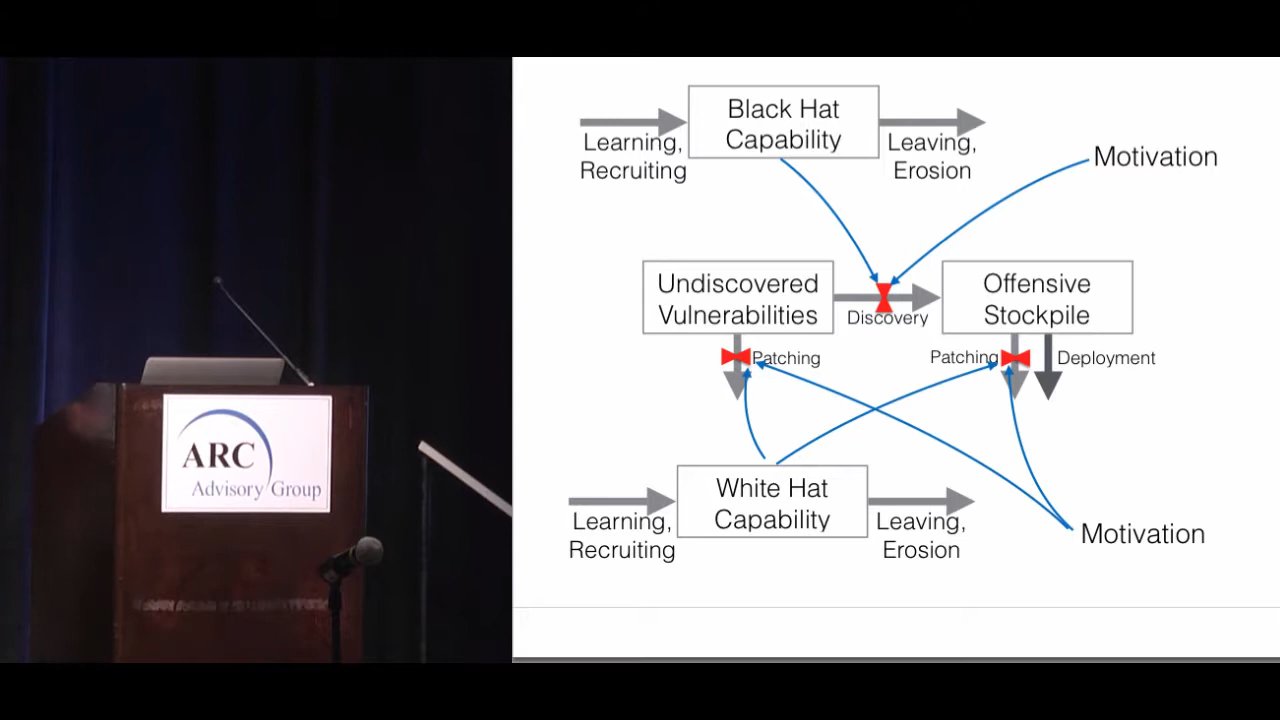 Black Hat
Capability
Learning,
Recruiting
Leaving,
Erosion
Motivation
Undiscovered
Vulnerabilities
Discovery
Offensive
Stockpile
Patching
Patching
Deployment
White Hat
Capability
Learning,
Recruiting
Leaving,
Erosion
Motivation
ARC
Advisory Group